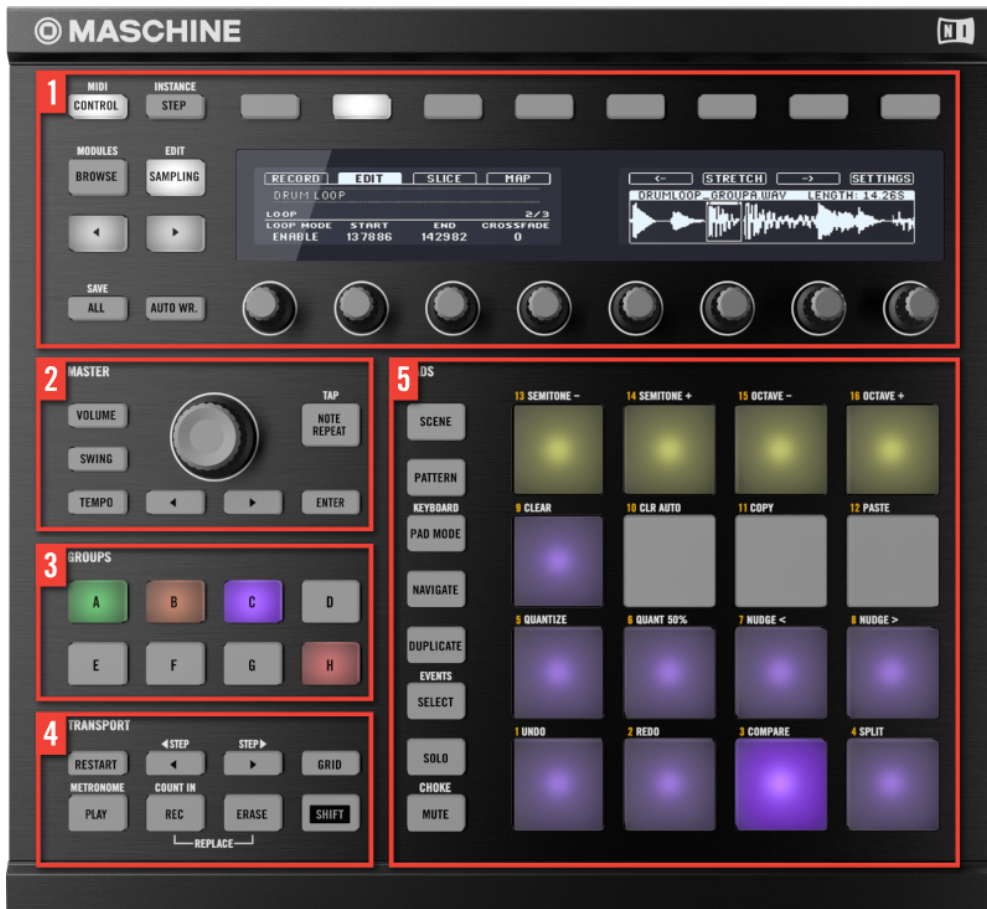 MASCHINE
NI
1
MIDI
CONTROL
INSTANCE
STEP
MODULES
BROWSE
EDIT
SAMPLING
SAVE
ALL
AUTO WR.
RECORD EDIT SLICE MAP
DRUM LOOP
LOOP 2/3
LOOP MODE START END CROSSFADE
ENABLE 137886 142982 0
<- STRETCH -> SETTINGS
DRUMLOOP_GROUPA.WAV LENGTH: 14.26S
2
MASTER
VOLUME
SWING
TEMPO
TAP
NOTE
REPEAT
ENTER
3
GROUPS
A B C D
E F G H
4
TRANSPORT
STEP STEP
RESTART GRID
METRONOME COUNT IN
PLAY REC ERASE SHIFT
REPLACE
5
DS
SCENE
PATTERN
KEYBOARD
PAD MODE
NAVIGATE
DUPLICATE
EVENTS
SELECT
SOLO
CHOKE
MUTE
13 SEMITONE - 14 SEMITONE + 15 OCTAVE - 16 OCTAVE +
9 CLEAR 10 CLR AUTO 11 COPY 12 PASTE
5 QUANTIZE 6 QUANT 50% 7 NUDGE < 8 NUDGE >
1 UNDO 2 REDO 3 COMPARE 4 SPLIT